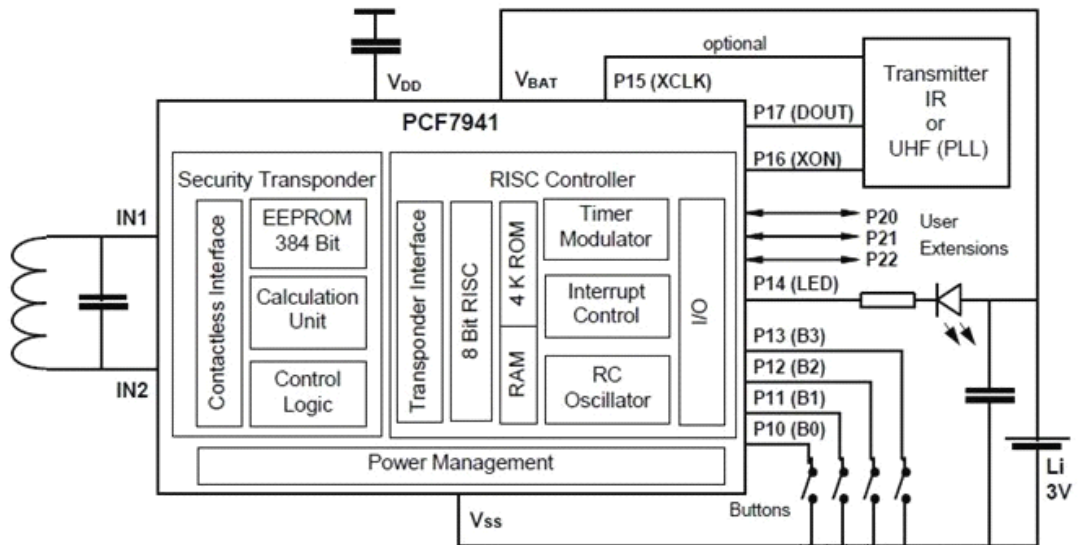 optional
VDD
VBAT
P15 (XCLK)
Transmitter
IR
or
UHF (PLL)
PCF7941
P17 (DOUT)
P16 (XON)
Security Transponder
RISC Controller
IN1
IN2
Contactless Interface
EEPROM
384 Bit
Calculation
Unit
Control
Logic
Transponder Interface
8 Bit RISC
4 K ROM
RAM
Timer
Modulator
Interrupt
Control
RC
Oscillator
I/O
P20
P21
P22
User
Extensions
P14 (LED)
P13 (B3)
P12 (B2)
P11 (B1)
P10 (B0)
Power Management
Li
3V
Buttons
Vss